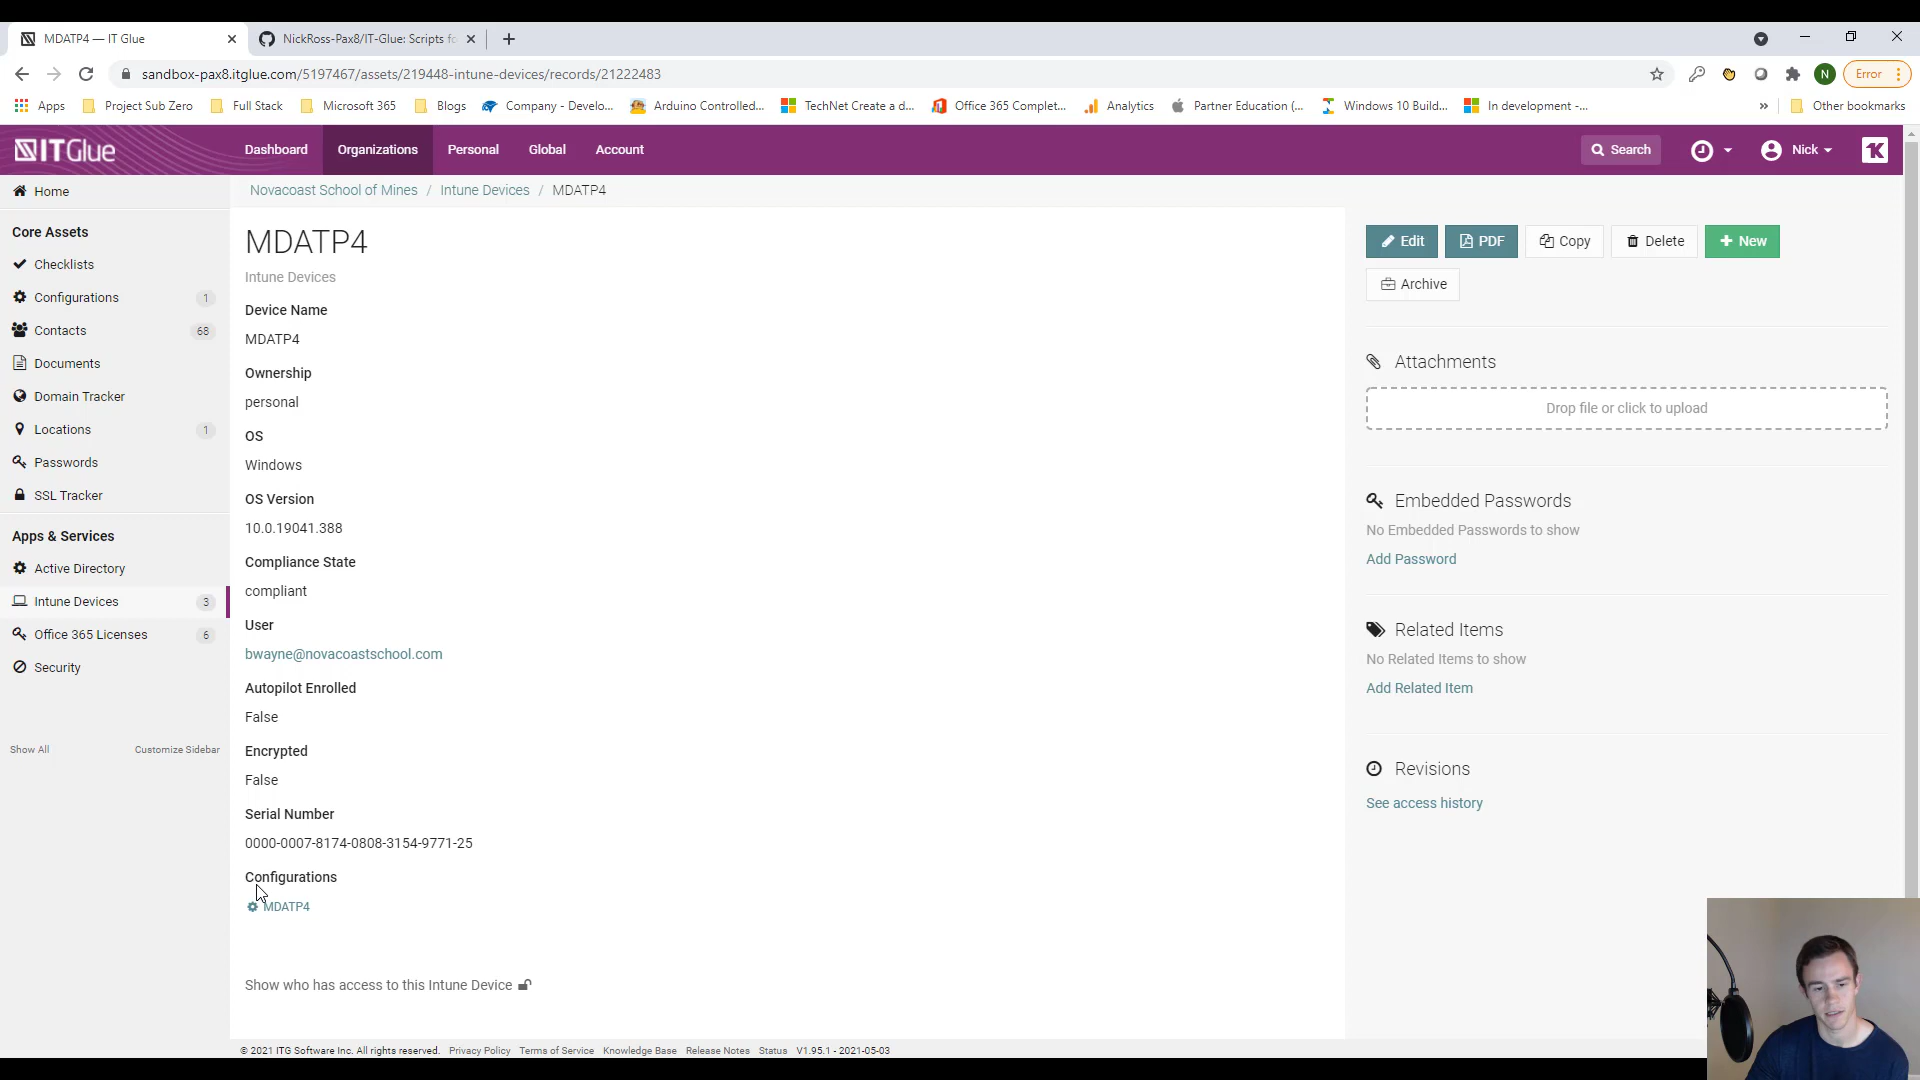 MDATP4 — IT Glue
NickRoss-Pax8/IT-Glue: Scripts fo
sandbox-pax8.itglue.com/5197467/assets/219448-intune-devices/records/21222483
N
Error
Apps
Project Sub Zero
Full Stack
Microsoft 365
Blogs
Company - Develo...
Arduino Controlled...
TechNet Create a d...
Office 365 Complet...
Analytics
Partner Education (...
Windows 10 Build...
In development -...
»
Other bookmarks
ITGlue
Dashboard
Organizations
Personal
Global
Account
Search
Nick
K
Home
Core Assets
Checklists
Configurations 1
Contacts 68
Documents
Domain Tracker
Locations 1
Passwords
SSL Tracker
Apps & Services
Active Directory
Intune Devices 3
Office 365 Licenses 6
Security
Show All
Customize Sidebar
Novacoast School of Mines / Intune Devices / MDATP4
MDATP4
Intune Devices
Device Name
MDATP4
Ownership
personal
OS
Windows
OS Version
10.0.19041.388
Compliance State
compliant
User
bwayne@novacoastschool.com
Autopilot Enrolled
False
Encrypted
False
Serial Number
0000-0007-8174-0808-3154-9771-25
Configurations
MDATP4
Show who has access to this Intune Device
Edit
PDF
Copy
Delete
+ New
Archive
Attachments
Drop file or click to upload
Embedded Passwords
No Embedded Passwords to show
Add Password
Related Items
No Related Items to show
Add Related Item
Revisions
See access history
© 2021 ITG Software Inc. All rights reserved. Privacy Policy Terms of Service Knowledge Base Release Notes Status V1.95.1 - 2021-05-03